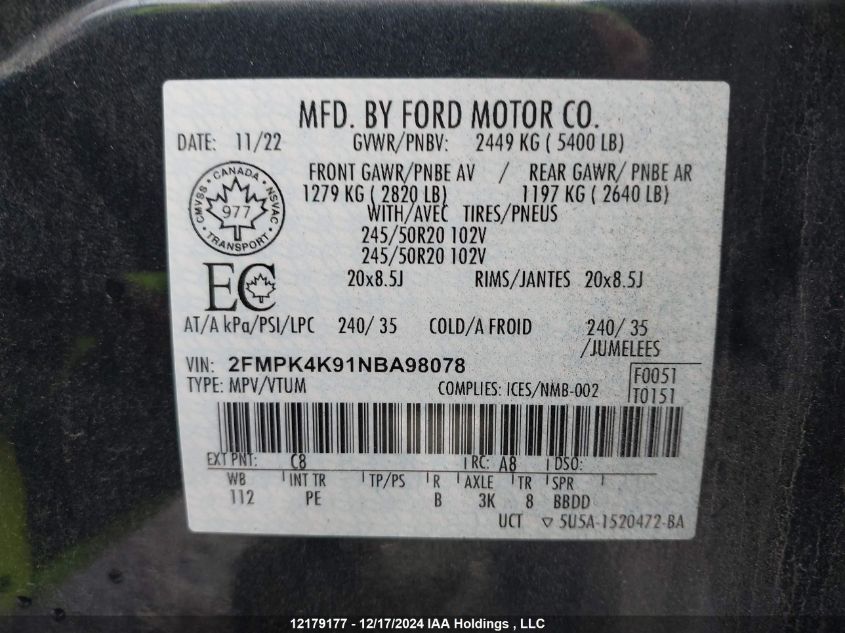 MFD. BY FORD MOTOR CO.
DATE: 11/22 GVWR/PNBV: 2449 KG ( 5400 LB)
FRONT GAWR/PNBE AV / REAR GAWR/ PNBE AR
1279 KG ( 2820 LB) 1197 KG ( 2640 LB)
WITH/AVEC TIRES/PNEUS
245/50R20 102V
245/50R20 102V
20x8.5J RIMS/JANTES 20x8.5J
CANADA
CMVSS NSVAC
977
TRANSPORT
EC
AT/A kPa/PSI/LPC 240/ 35 COLD/A FROID 240/ 35
/JUMELEES
VIN: 2FMPK4K91NBA98078
TYPE: MPV/VTUM COMPLIES: ICES/NMB-002
F0051
T0151
EXT PNT: C8 RC: A8 DSO:
WB INT TR TP/PS R AXLE TR SPR
112 PE B 3K 8 BBDD
UCT ▽ 5U5A-1520472-BA
12179177 - 12/17/2024 IAA Holdings , LLC